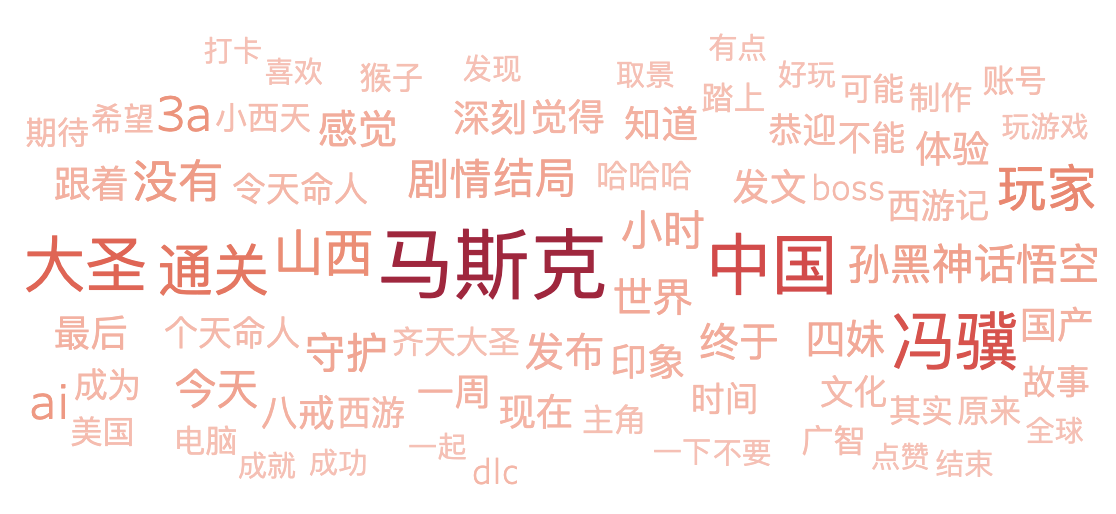 打卡 喜欢 猴子 发现 取景 有点 好玩 可能 制作 账号
期待 希望 3a 小西天 感觉 深刻 觉得 知道 踏上 恭迎 不能 体验 玩游戏
跟着 没有 令天命人 剧情 结局 哈哈哈 发文 boss 西游记 玩家
大圣 通关 山西 马斯克 小时 世界 中国 孙 黑神话悟空
最后 个天命人 守护 齐天大圣 发布 印象 终于 四妹 冯骥 国产
ai 成为 今天 八戒 西游 一周 现在 主角 时间 文化 其实 原来 故事
美国 电脑 成就 成功 一起 dlc 一下 不要 广智 点赞 结束 全球